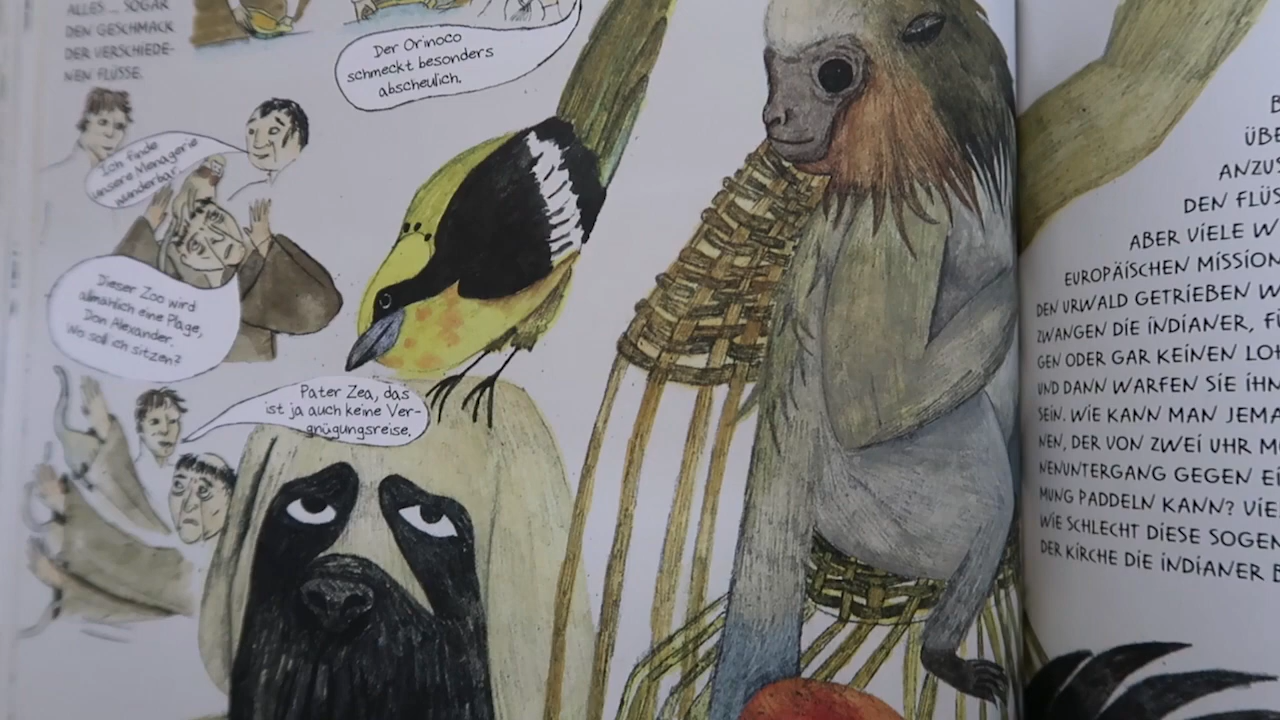 ALLES ... SOGAR
DEN GESCHMACK
DER VERSCHIEDE-
NEN FLÜSSE.
Der Orinoco
schmeckt besonders
abscheulich.
Ich finde
unsere Menagerie
wunderbar.
Dieser Zoo wird
allmählich eine Plage,
Don Alexander.
Wo soll ich sitzen?
Pater Zea, das
ist ja auch keine Ver-
gnügungsreise.
ÜBE
ANZUS
DEN FLÜS
ABER VIELE W
EUROPÄISCHEN MISSION
DEN URWALD GETRIEBEN W
ZWANGEN DIE INDIANER, FÜ
GEN ODER GAR KEINEN LOH
UND DANN WARFEN SIE IHN
SEIN. WIE KANN MAN JEMA
NEN, DER VON ZWEI UHR MO
NENUNTERGANG GEGEN EI
MUNG PADDELN KANN? VIE
WIE SCHLECHT DIESE SOGEN
DER KIRCHE DIE INDIANER B